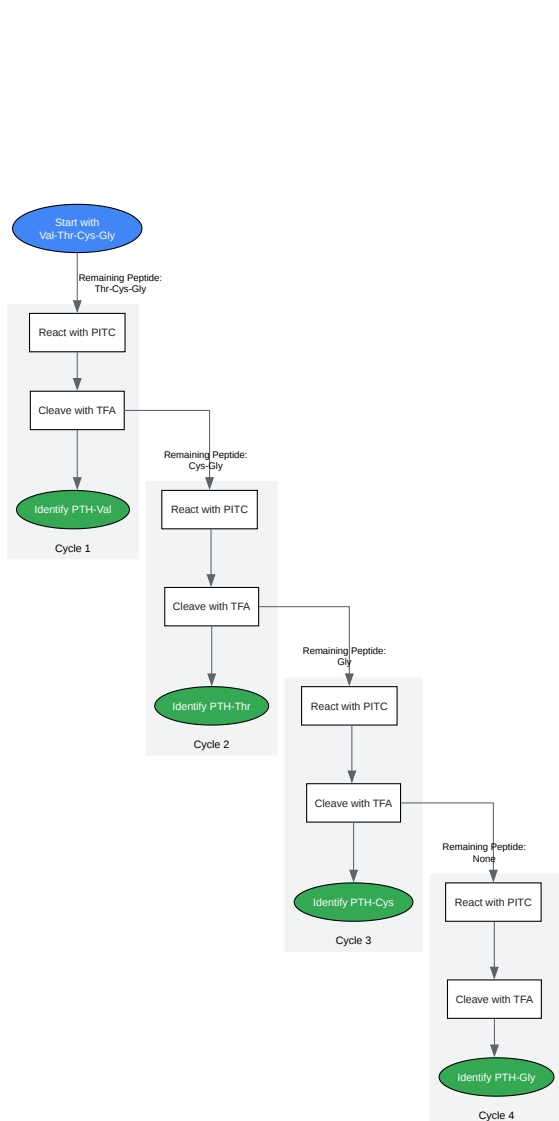 Start with
Val-Thr-Cys-Gly
Remaining Peptide:
Thr-Cys-Gly
React with PITC
Cleave with TFA
Identify PTH-Val
Cycle 1
Remaining Peptide:
Cys-Gly
React with PITC
Cleave with TFA
Identify PTH-Thr
Cycle 2
Remaining Peptide:
Gly
React with PITC
Cleave with TFA
Identify PTH-Cys
Cycle 3
Remaining Peptide:
None
React with PITC
Cleave with TFA
Identify PTH-Gly
Cycle 4